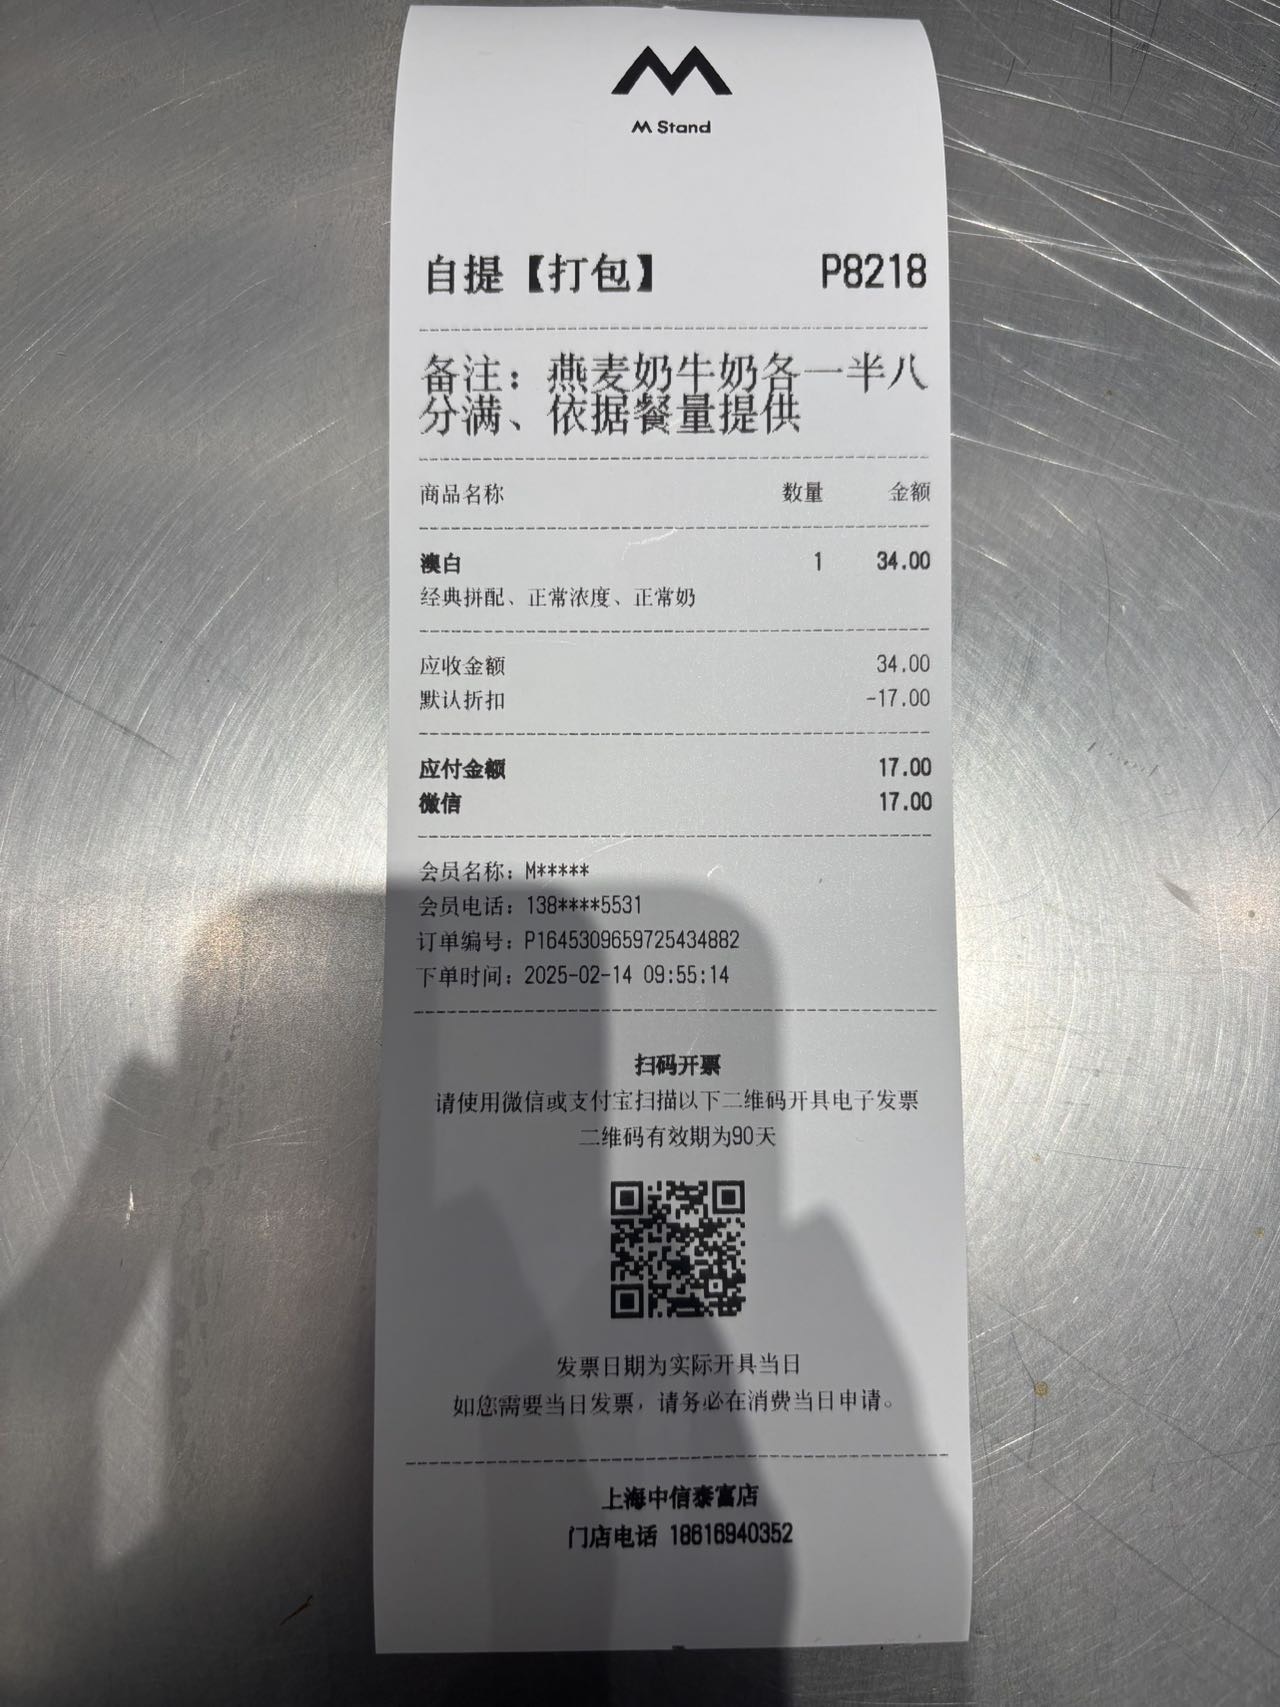 M Stand
自提【打包】 P8218
备注：燕麦奶牛奶各一半八
分满、依据餐量提供
商品名称 数量 金额
澳白 1 34.00
经典拼配、正常浓度、正常奶
应收金额 34.00
默认折扣 -17.00
应付金额 17.00
微信 17.00
会员名称：M*****
会员电话：138****5531
订单编号：P1645309659725434882
下单时间：2025-02-14 09:55:14
扫码开票
请使用微信或支付宝扫描以下二维码开具电子发票
二维码有效期为90天
发票日期为实际开具当日
如您需要当日发票，请务必在消费当日申请。
上海中信泰富店
门店电话 18616940352